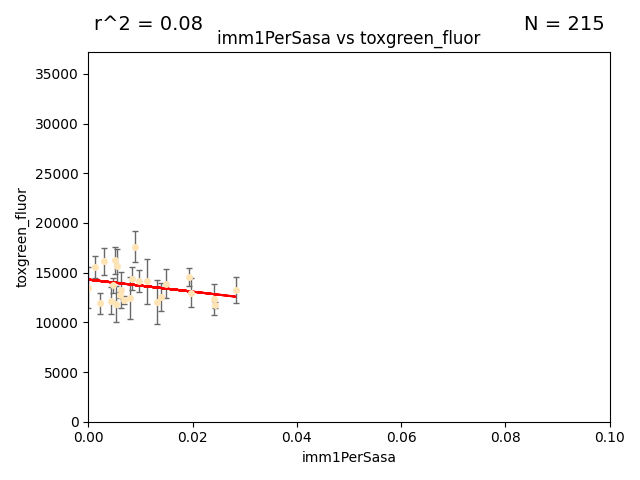 r^2 = 0.08
N = 215
imm1PerSasa vs toxgreen_fluor
toxgreen_fluor
35000
30000
25000
20000
15000
10000
5000
0
0.00
0.02
0.04
0.06
0.08
0.10
imm1PerSasa